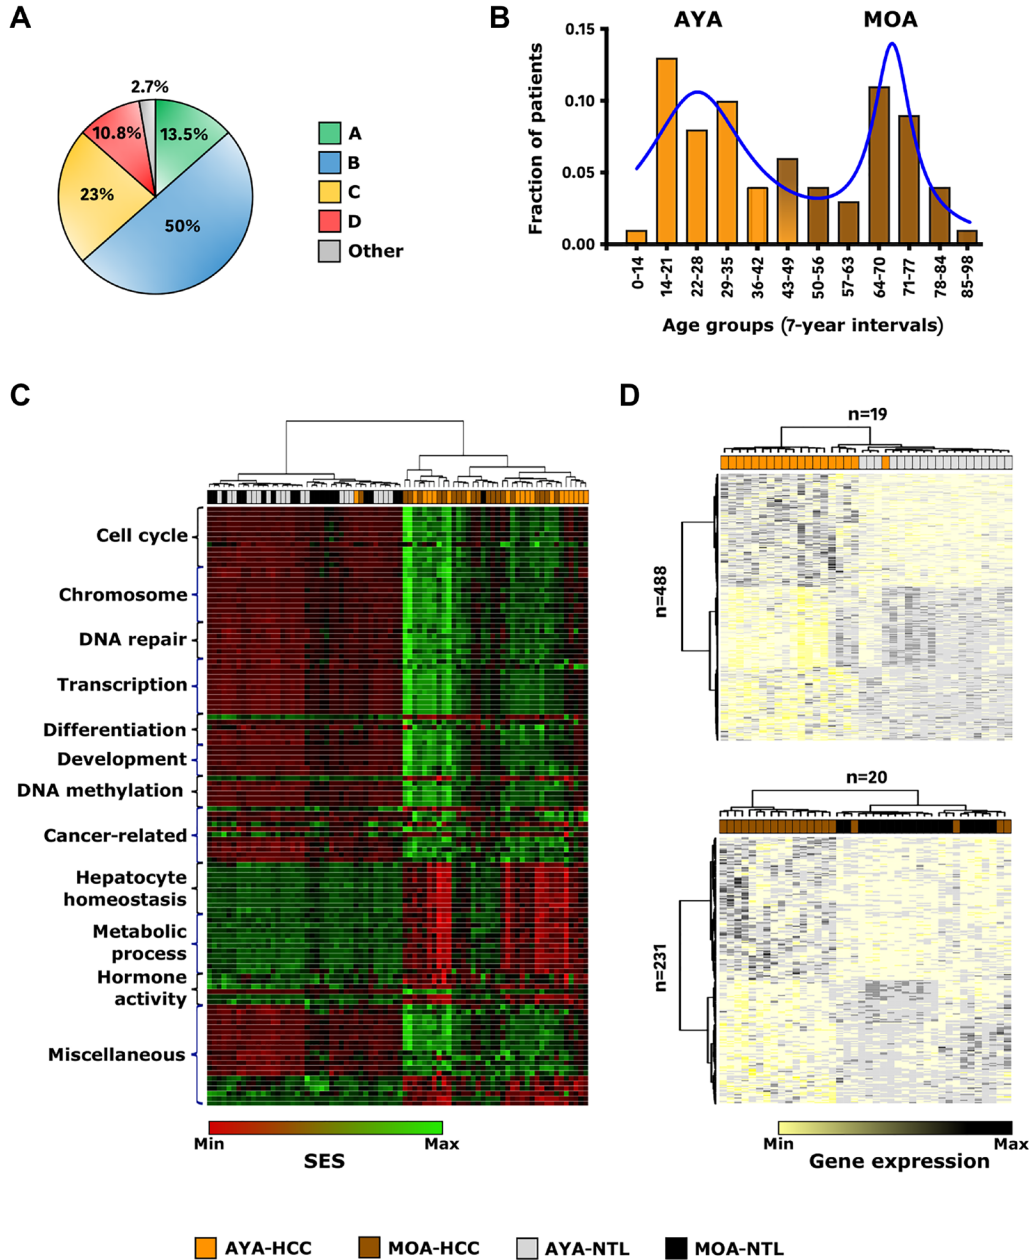 A
2.7%
10.8%
13.5%
23%
50%
A
B
C
D
Other
B
AYA
MOA
Fraction of patients
0.15
0.10
0.05
0.00
0-14
14-21
22-28
29-35
36-42
43-49
50-56
57-63
64-70
71-77
78-84
85-98
Age groups (7-year intervals)
C
Cell cycle
Chromosome
DNA repair
Transcription
Differentiation
Development
DNA methylation
Cancer-related
Hepatocyte
homeostasis
Metabolic
process
Hormone
activity
Miscellaneous
Min
Max
SES
D
n=19
n=488
n=20
n=231
Min
Max
Gene expression
AYA-HCC
MOA-HCC
AYA-NTL
MOA-NTL